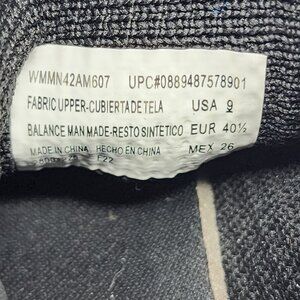 WMMN42AM607 UPC#0889487578901
FABRIC UPPER-CUBIERTA DE TELA USA 9
BALANCE MAN MADE-RESTO SINTETICO EUR 40½
MADE IN CHINA HECHO EN CHINA MEX 26
F22